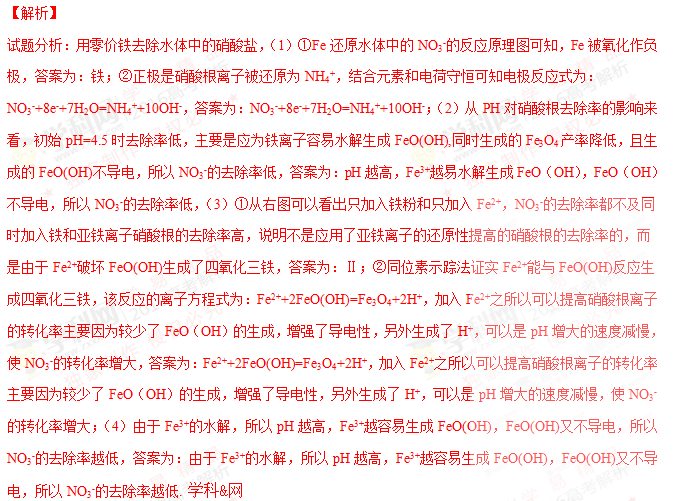 【解析】
试题分析：用零价铁去除水体中的硝酸盐，（1）①Fe 还原水体中的 NO₃⁻的反应原理图可知，Fe 被氧化作负
极，答案为：铁；②正极是硝酸根离子被还原为 NH₄⁺，结合元素和电荷守恒可知电极反应式为：
NO₃⁻+8e⁻+7H₂O=NH₄⁺+10OH⁻，答案为：NO₃⁻+8e⁻+7H₂O=NH₄⁺+10OH⁻；（2）从 PH 对硝酸根去除率的影响来
看，初始 pH=4.5 时去除率低，主要是应为铁离子容易水解生成 FeO(OH),同时生成的 Fe₃O₄产率降低，且生
成的 FeO(OH)不导电，所以 NO₃⁻的去除率低，答案为：pH 越高，Fe³⁺越易水解生成 FeO（OH），FeO（OH）
不导电，所以 NO₃⁻的去除率低，（3）①从右图可以看出只加入铁粉和只加入 Fe²⁺，NO₃⁻的去除率都不及同
时加入铁和亚铁离子硝酸根的去除率高，说明不是应用了亚铁离子的还原性提高的硝酸根的去除率的，而
是由于 Fe²⁺破坏 FeO(OH)生成了四氧化三铁，答案为：Ⅱ；②同位素示踪法证实 Fe²⁺能与 FeO(OH)反应生
成四氧化三铁，该反应的离子方程式为：Fe²⁺+2FeO(OH)=Fe₃O₄+2H⁺，加入 Fe²⁺之所以可以提高硝酸根离子
的转化率主要因为较少了 FeO（OH）的生成，增强了导电性，另外生成了 H⁺，可以是 pH 增大的速度减慢，
使 NO₃⁻的转化率增大，答案为：Fe²⁺+2FeO(OH)=Fe₃O₄+2H⁺，加入 Fe²⁺之所以可以提高硝酸根离子的转化率
主要因为较少了 FeO（OH）的生成，增强了导电性，另外生成了 H⁺，可以是 pH 增大的速度减慢，使 NO₃⁻
的转化率增大；（4）由于 Fe³⁺的水解，所以 pH 越高，Fe³⁺越容易生成 FeO(OH)，FeO(OH)又不导电，所以
NO₃⁻的去除率越低，答案为：由于 Fe³⁺的水解，所以 pH 越高，Fe³⁺越容易生成 FeO(OH)，FeO(OH)又不导
电，所以 NO₃⁻的去除率越低. 学科&网